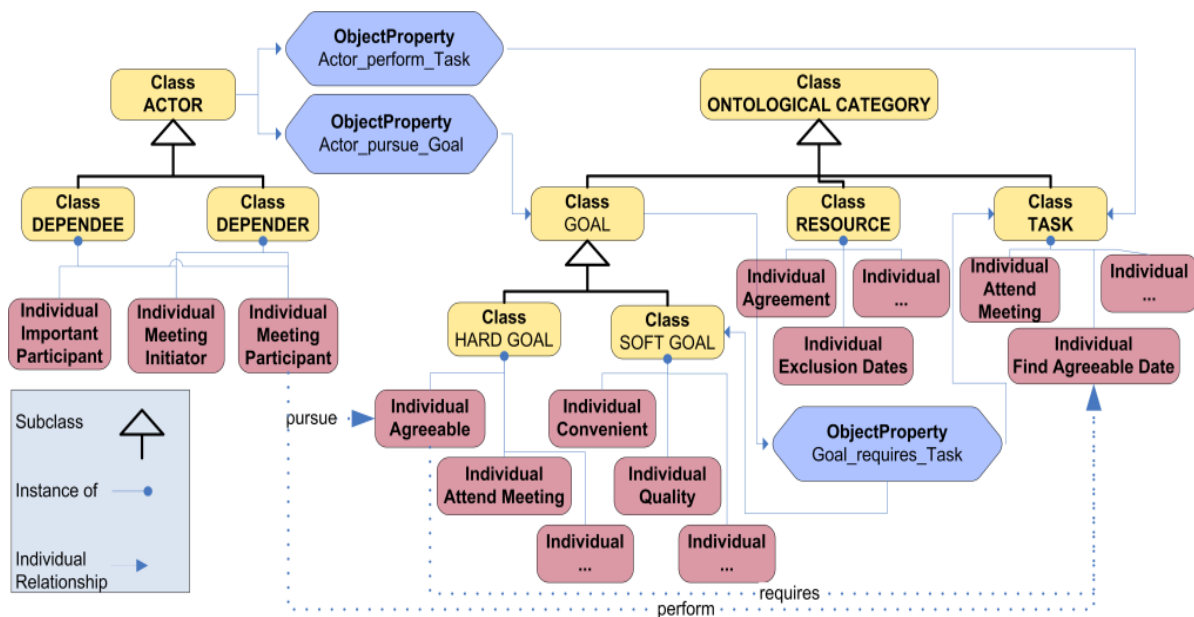 ObjectProperty
Actor_perform_Task
Class
ACTOR
Class
ONTOLOGICAL CATEGORY
ObjectProperty
Actor_pursue_Goal
Class
DEPENDEE
Class
DEPENDER
Class
GOAL
Class
RESOURCE
Class
TASK
Individual
Agreement
Individual
...
Individual
Attend
Meeting
Individual
...
Individual
Important
Participant
Individual
Meeting
Initiator
Individual
Meeting
Participant
Class
HARD GOAL
Class
SOFT GOAL
Individual
Exclusion Dates
Individual
Find Agreeable Date
Subclass
pursue
Individual
Agreeable
Individual
Convenient
ObjectProperty
Goal_requires_Task
Individual
Attend Meeting
Individual
Quality
Instance of
Individual
...
Individual
...
Individual
Relationship
requires
perform